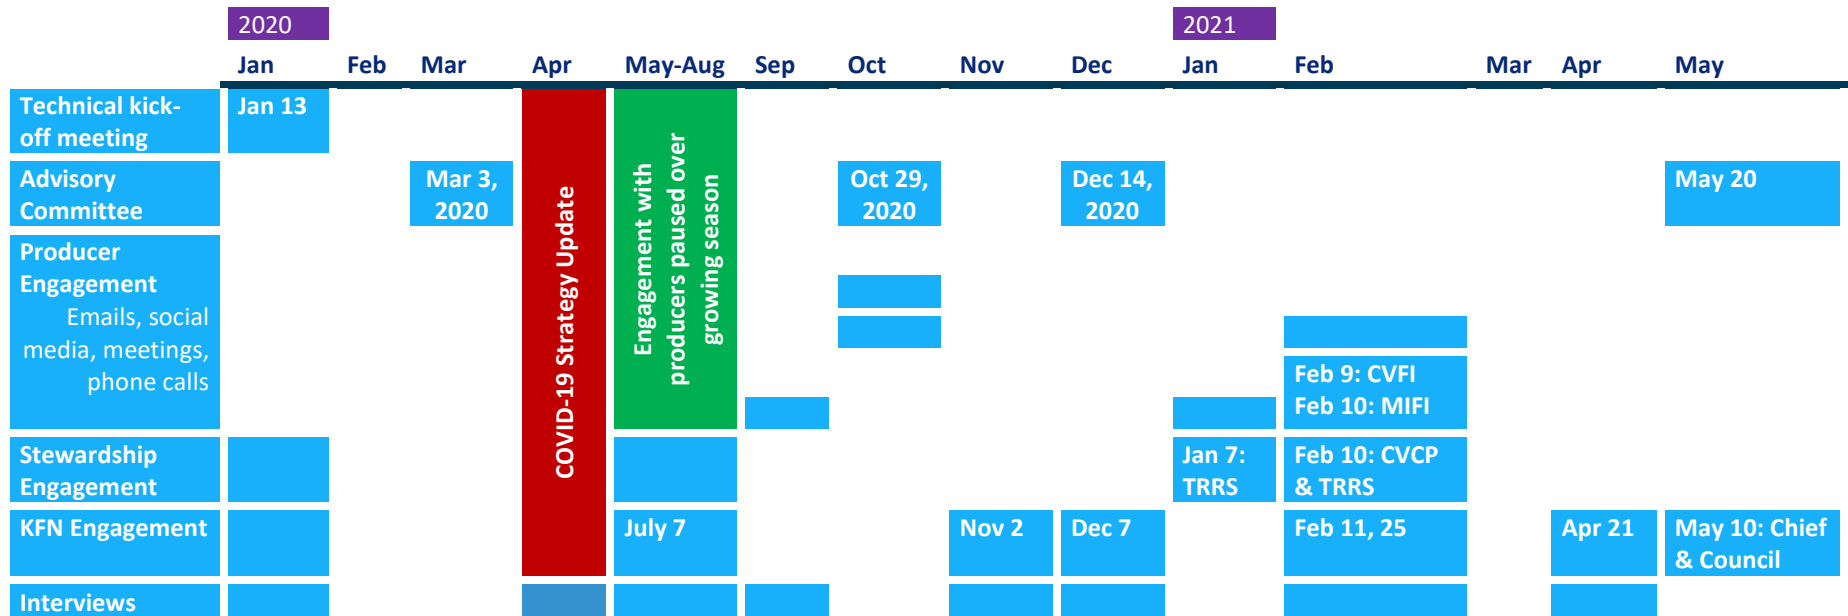 2020
2021
Jan
Feb
Mar
Apr
May-Aug
Sep
Oct
Nov
Dec
Jan
Feb
Mar
Apr
May
Technical kick-
off meeting
Jan 13
Advisory
Committee
Mar 3,
2020
Oct 29,
2020
Dec 14,
2020
May 20
COVID-19 Strategy Update
Engagement with
producers paused over
growing season
Producer
Engagement
Emails, social
media, meetings,
phone calls
Feb 9: CVFI
Feb 10: MIFI
Stewardship
Engagement
Jan 7:
TRRS
Feb 10: CVCP
& TRRS
KFN Engagement
July 7
Nov 2
Dec 7
Feb 11, 25
Apr 21
May 10: Chief
& Council
Interviews